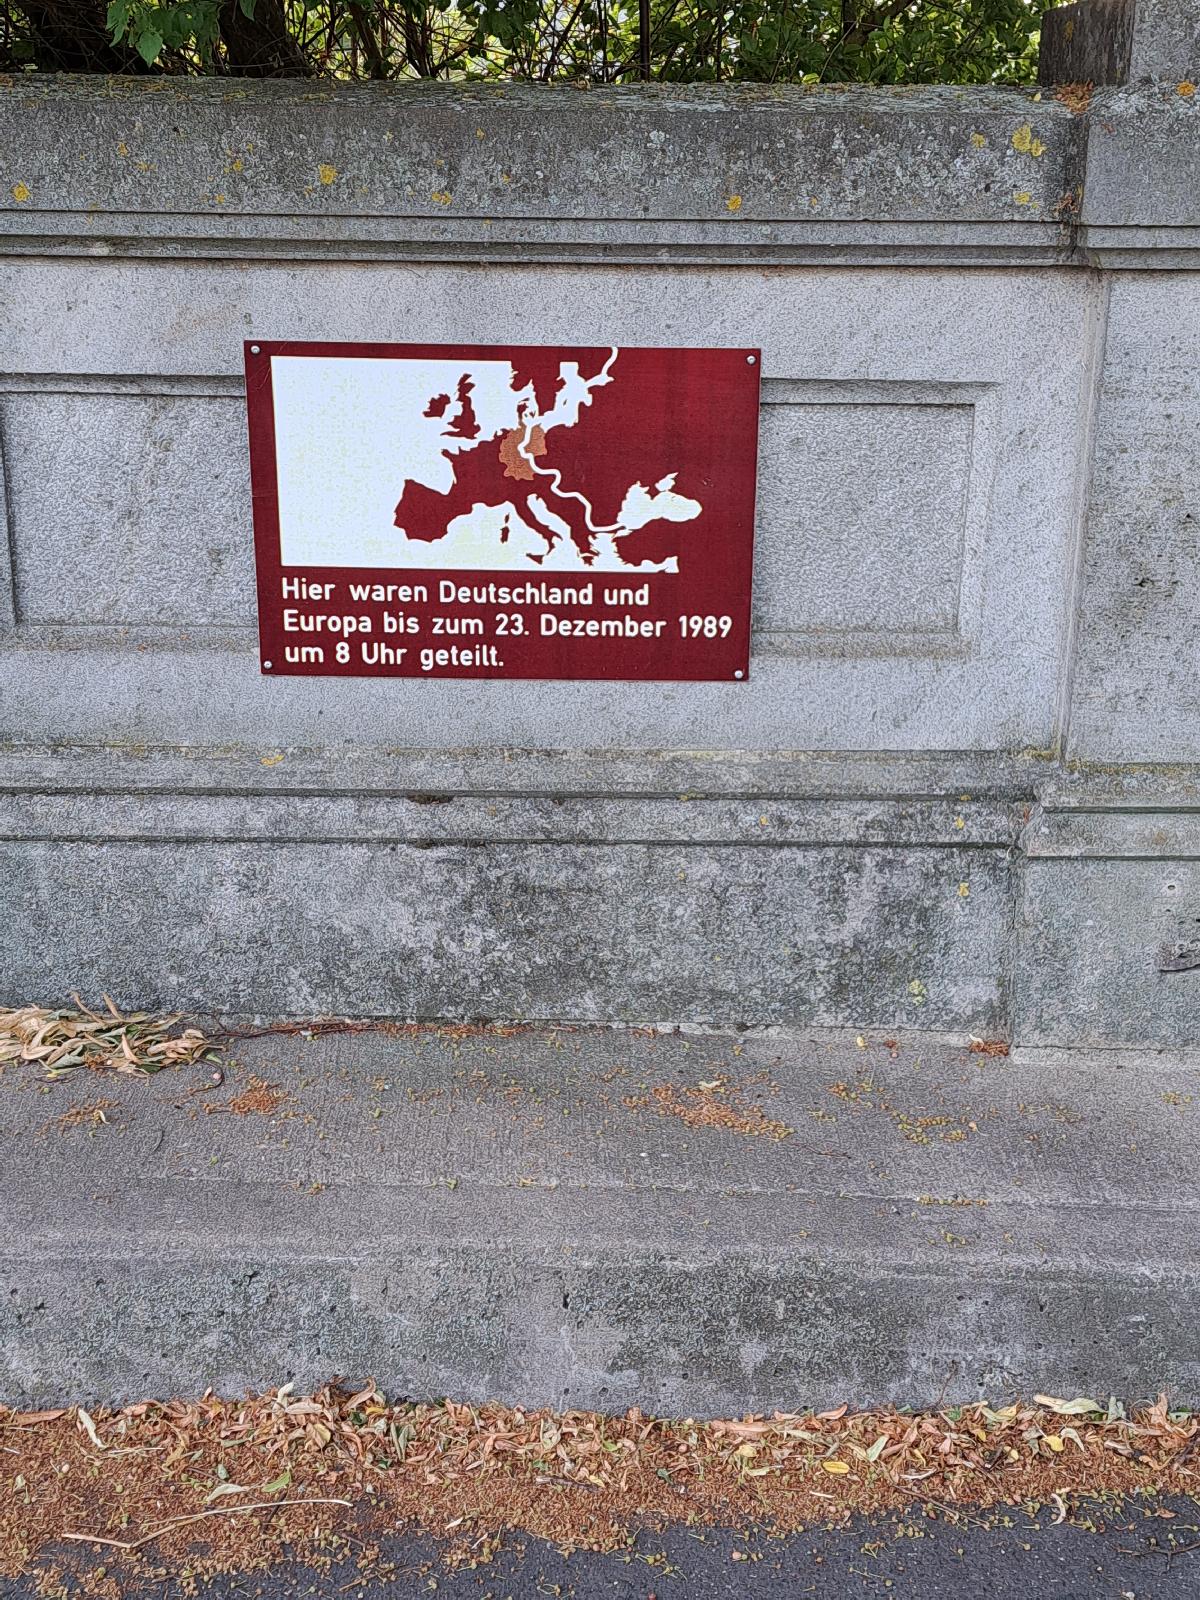 Hier waren Deutschland und
Europa bis zum 23. Dezember 1989
um 8 Uhr geteilt.